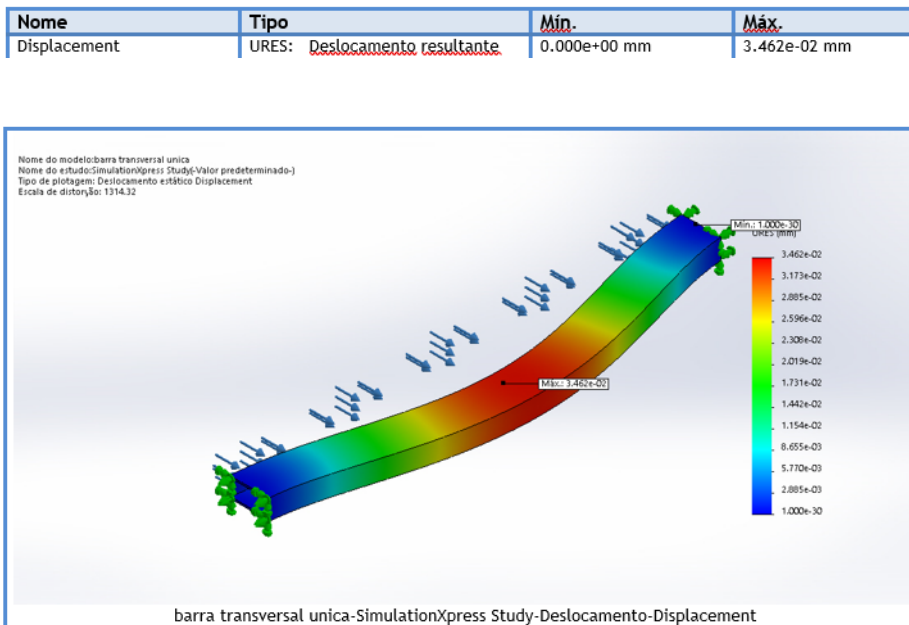 Nome Tipo Mín. Máx.
Displacement URES: Deslocamento resultante 0.000e+00 mm 3.462e-02 mm
Nome do modelo:barra transversal unica
Nome do estudo:SimulationXpress Study(-Valor predeterminado-)
Tipo de plotagem: Deslocamento estático Displacement
Escala de distorção: 1314.32
Mín.: 1.000e-30
URES (mm)
3.462e-02
3.173e-02
2.885e-02
2.596e-02
2.308e-02
2.019e-02
1.731e-02
1.442e-02
1.154e-02
8.655e-03
5.770e-03
2.885e-03
1.000e-30
Máx.: 3.462e-02
barra transversal unica-SimulationXpress Study-Deslocamento-Displacement